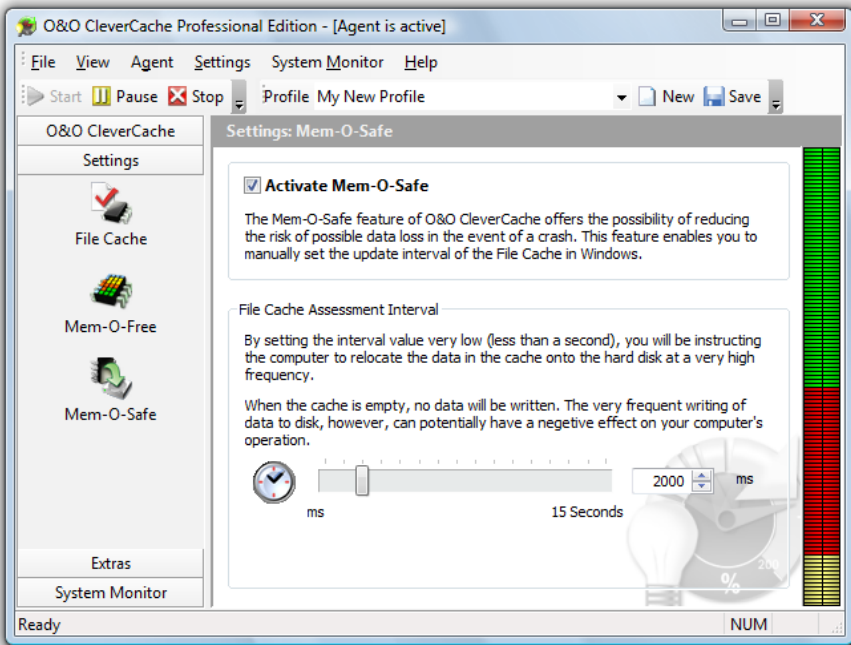 O&O CleverCache Professional Edition - [Agent is active]
File View Agent Settings System Monitor Help
Start Pause Stop Profile My New Profile New Save
O&O CleverCache
Settings
File Cache
Mem-O-Free
Mem-O-Safe
Extras
System Monitor
Settings: Mem-O-Safe
Activate Mem-O-Safe
The Mem-O-Safe feature of O&O CleverCache offers the possibility of reducing
the risk of possible data loss in the event of a crash. This feature enables you to
manually set the update interval of the File Cache in Windows.
File Cache Assessment Interval
By setting the interval value very low (less than a second), you will be instructing
the computer to relocate the data in the cache onto the hard disk at a very high
frequency.
When the cache is empty, no data will be written. The very frequent writing of
data to disk, however, can potentially have a negetive effect on your computer's
operation.
2000 ms
ms 15 Seconds
200
%
Ready NUM